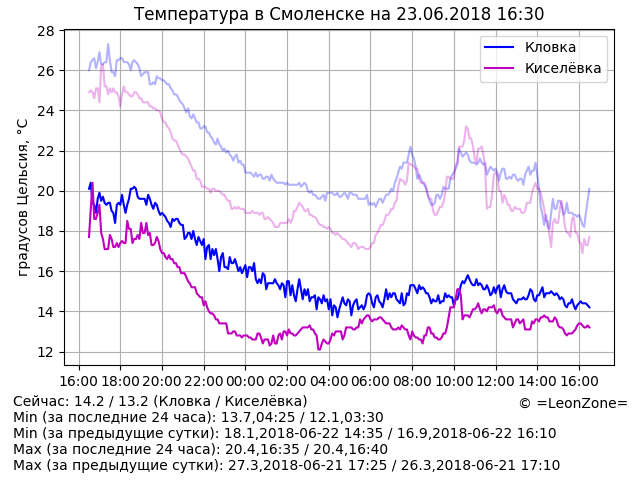 Температура в Смоленске на 23.06.2018 16:30
градусов Цельсия, °C
28
26
24
22
20
18
16
14
12
Кловка
Киселёвка
16:00 18:00 20:00 22:00 00:00 02:00 04:00 06:00 08:00 10:00 12:00 14:00 16:00
Сейчас: 14.2 / 13.2 (Кловка / Киселёвка)
© =LeonZone=
Min (за последние 24 часа): 13.7,04:25 / 12.1,03:30
Min (за предыдущие сутки): 18.1,2018-06-22 14:35 / 16.9,2018-06-22 16:10
Max (за последние 24 часа): 20.4,16:35 / 20.4,16:40
Max (за предыдущие сутки): 27.3,2018-06-21 17:25 / 26.3,2018-06-21 17:10